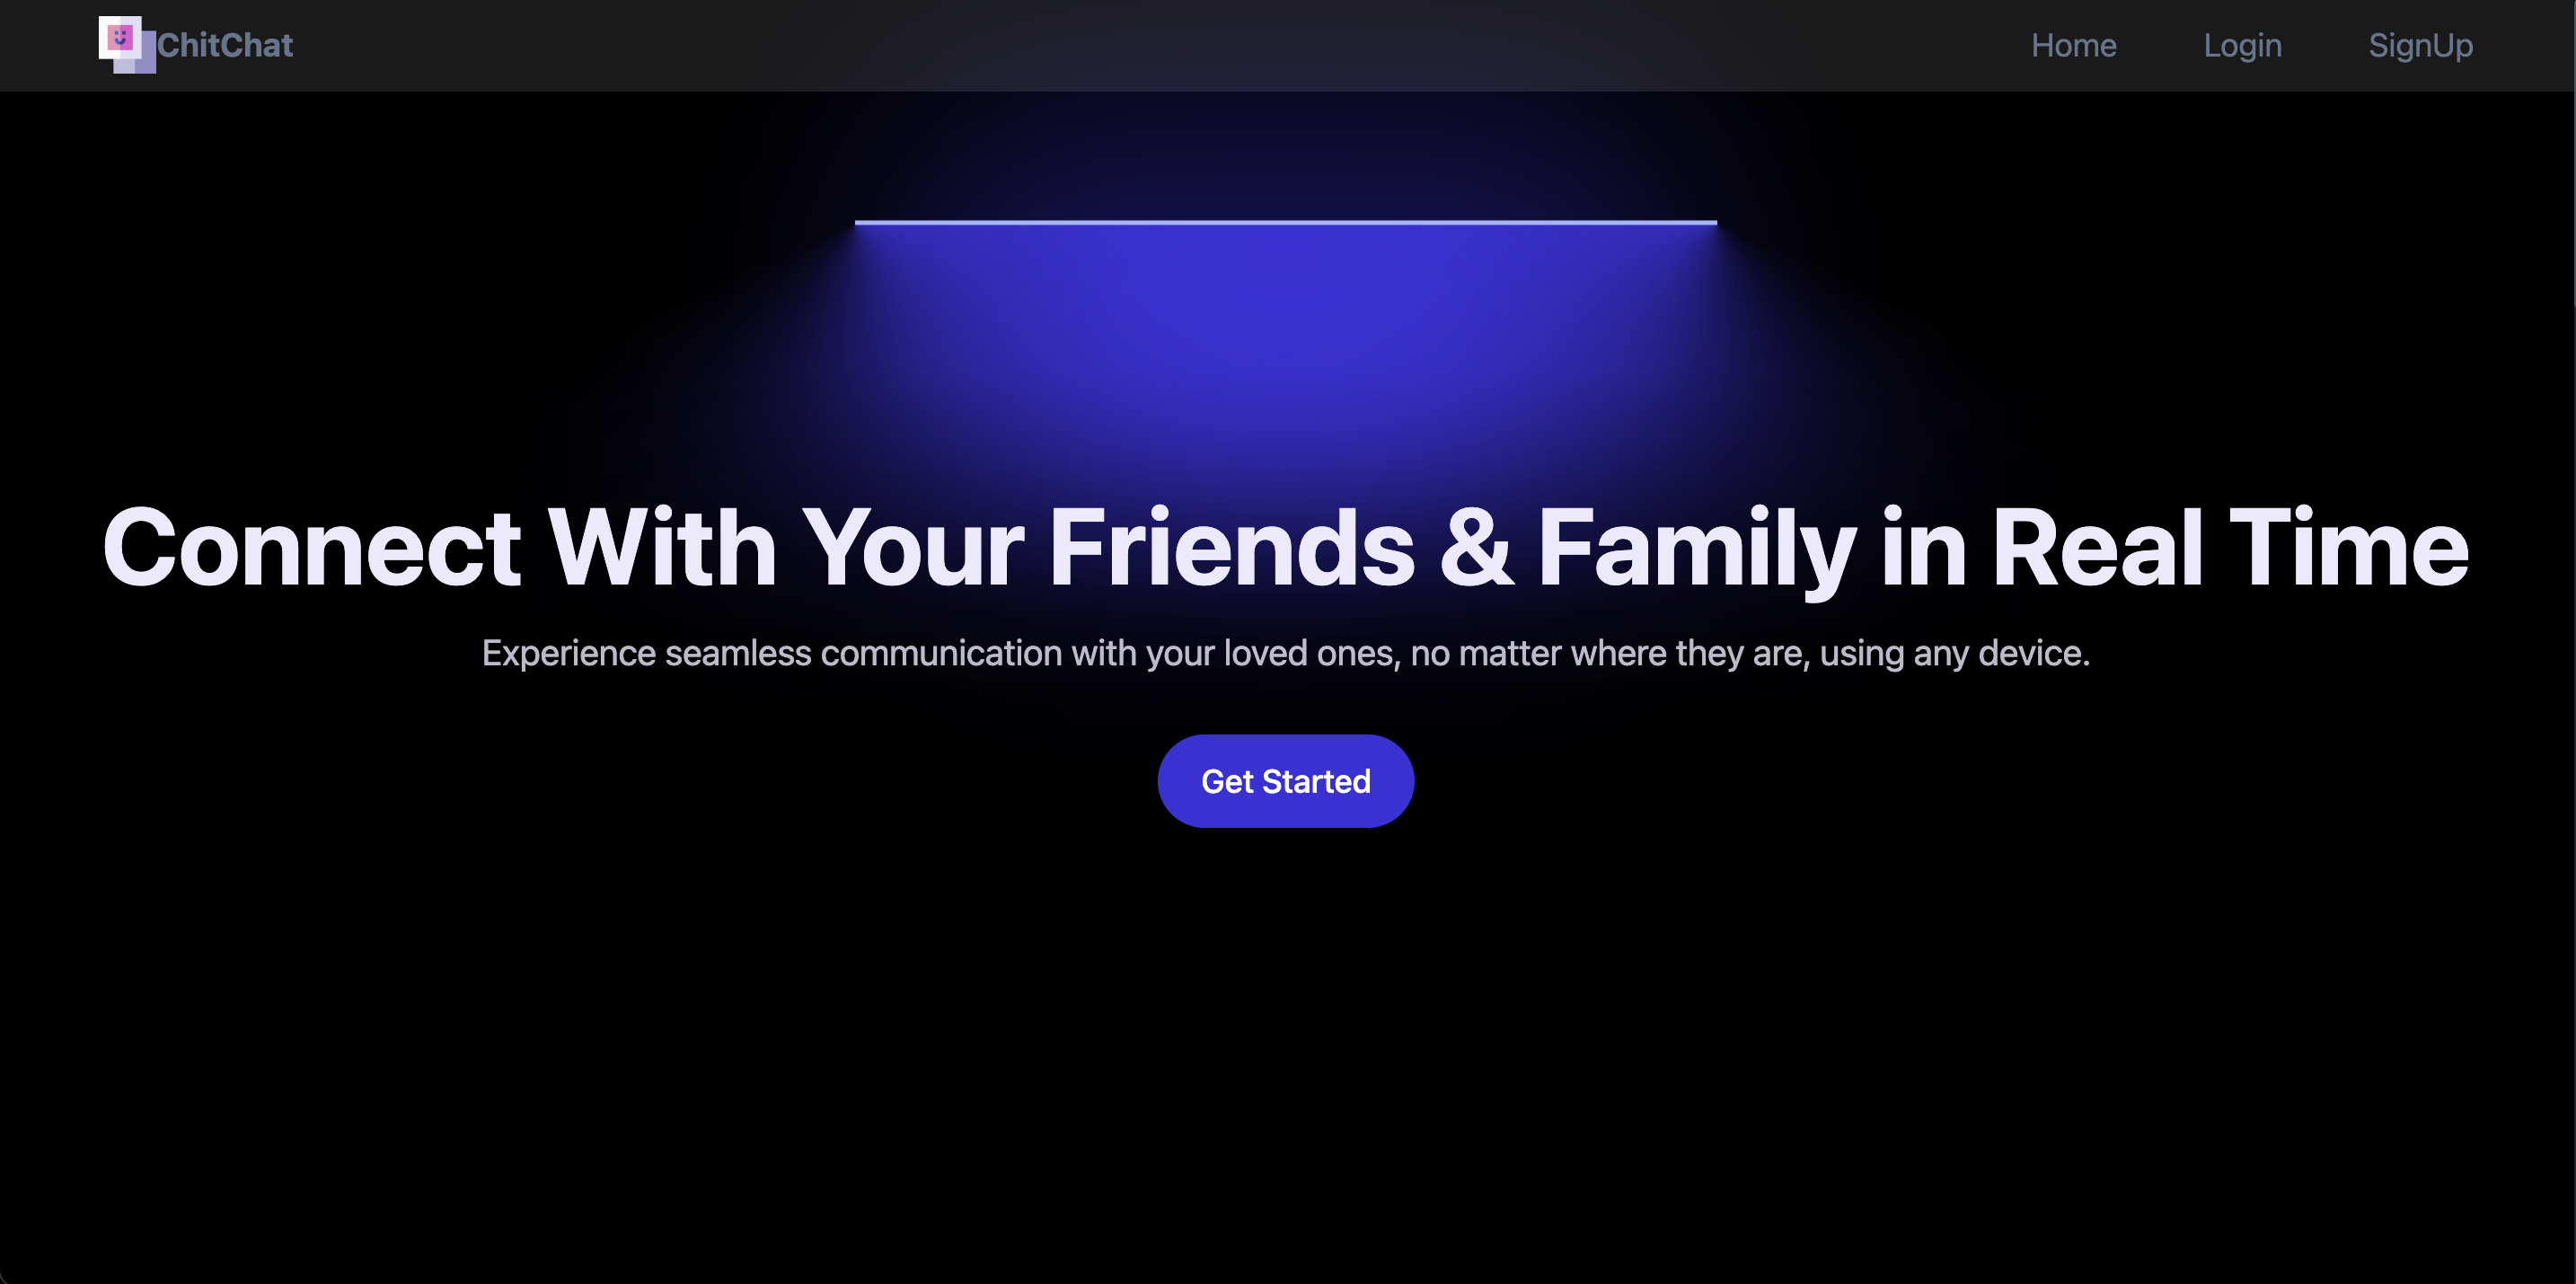 ChitChat
Home Login SignUp
Connect With Your Friends & Family in Real Time
Experience seamless communication with your loved ones, no matter where they are, using any device.
Get Started